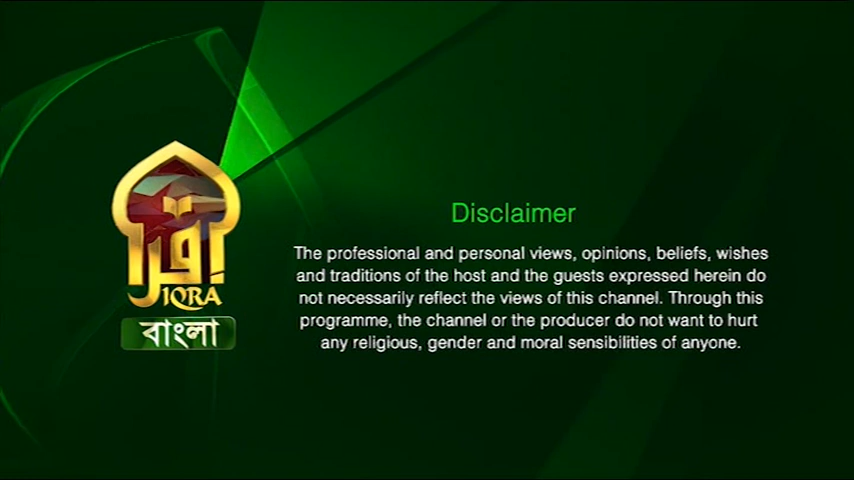 اقرأ
IQRA
বাংলা
Disclaimer
The professional and personal views, opinions, beliefs, wishes
and traditions of the host and the guests expressed herein do
not necessarily reflect the views of this channel. Through this
programme, the channel or the producer do not want to hurt
any religious, gender and moral sensibilities of anyone.